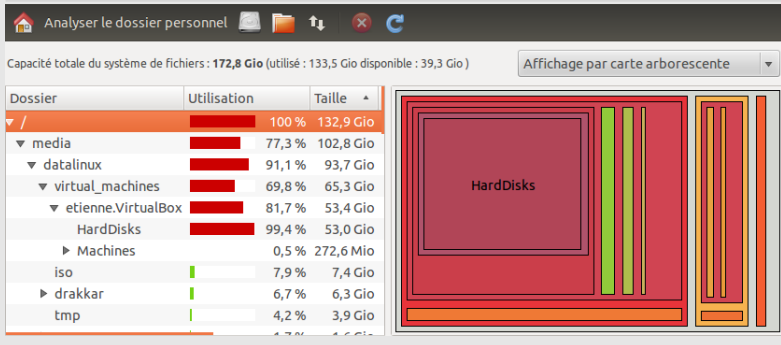 Analyser le dossier personnel
Capacité totale du système de fichiers : 172,8 Gio (utilisé : 133,5 Gio disponible : 39,3 Gio )
Affichage par carte arborescente
Dossier Utilisation Taille
/ 100 % 132,9 Gio
media 77,3 % 102,8 Gio
datalinux 91,1 % 93,7 Gio
virtual_machines 69,8 % 65,3 Gio
etienne.VirtualBox 81,7 % 53,4 Gio
HardDisks 99,4 % 53,0 Gio
Machines 0,5 % 272,6 Mio
iso 7,9 % 7,4 Gio
drakkar 6,7 % 6,3 Gio
tmp 4,2 % 3,9 Gio
HardDisks